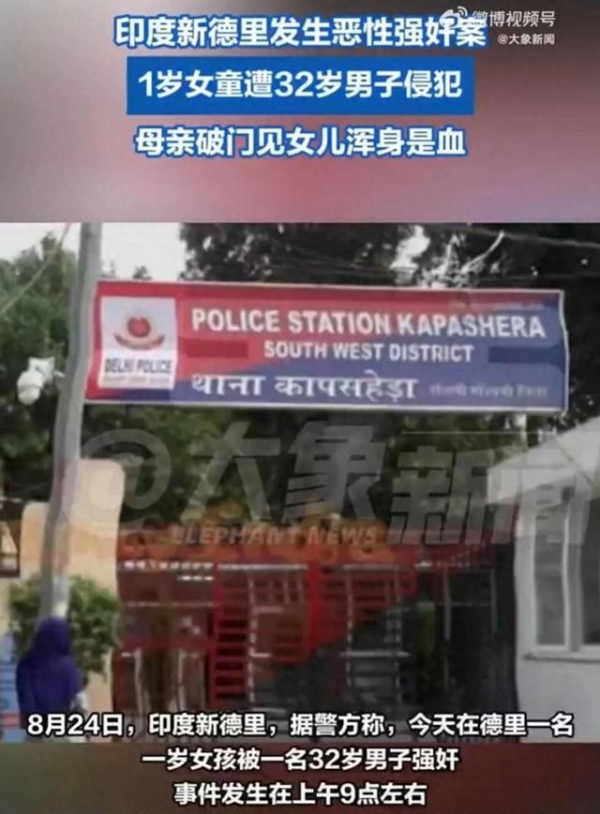 微博视频号
@大象新闻
印度新德里发生恶性强奸案
1岁女童遭32岁男子侵犯
母亲破门见女儿浑身是血
POLICE STATION KAPASHERA
SOUTH WEST DISTRICT
DELHI POLICE
थाना कापसहेड़ा
@大象新闻
ELEPHANT NEWS
8月24日，印度新德里，据警方称，今天在德里一名
一岁女孩被一名32岁男子强奸
事件发生在上午9点左右